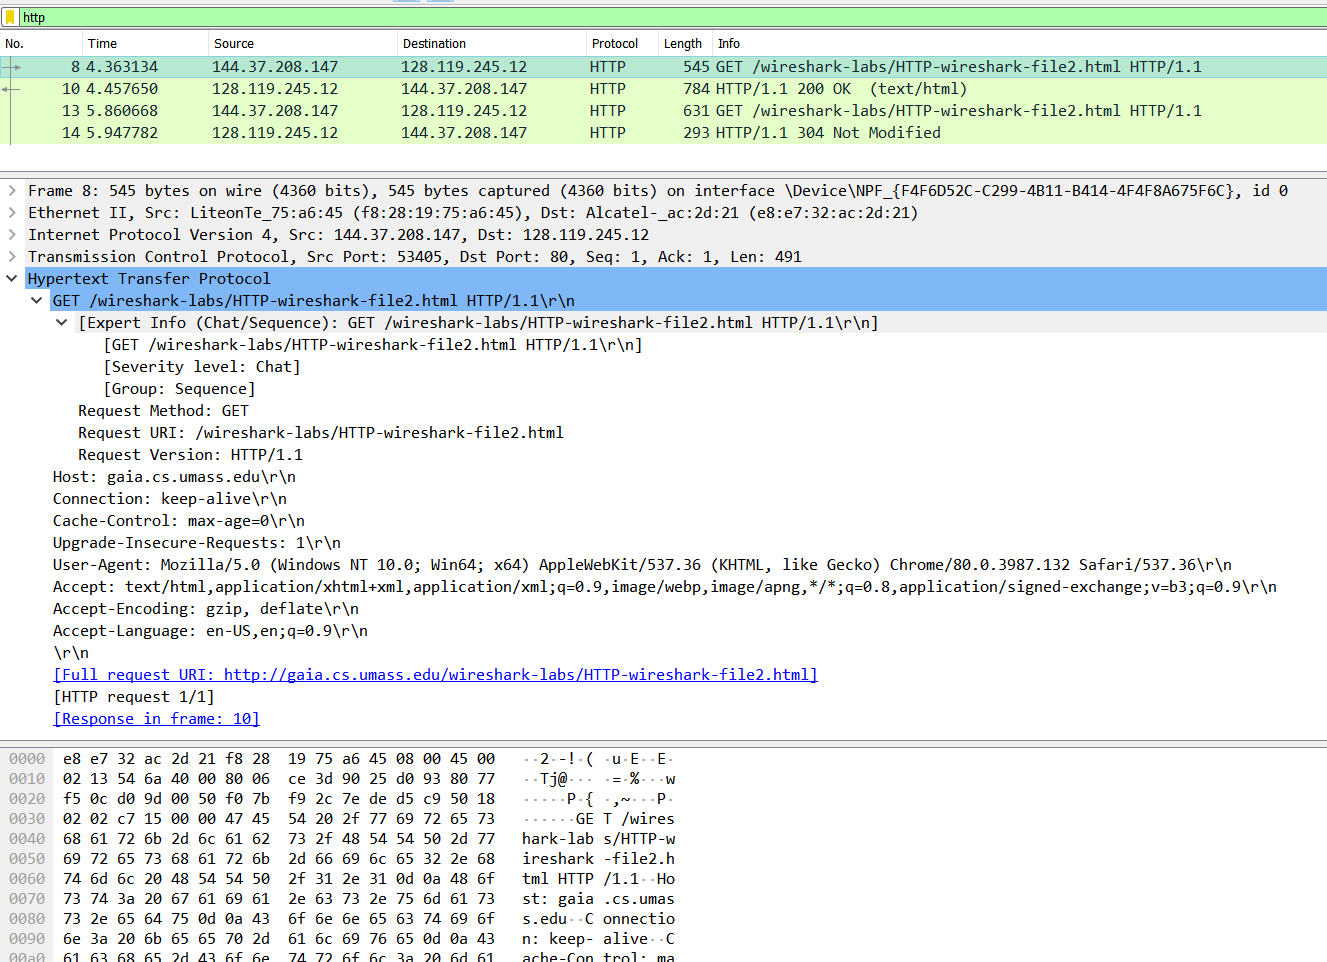 http
No. Time Source Destination Protocol Length Info
8 4.363134 144.37.208.147 128.119.245.12 HTTP 545 GET /wireshark-labs/HTTP-wireshark-file2.html HTTP/1.1
10 4.457650 128.119.245.12 144.37.208.147 HTTP 784 HTTP/1.1 200 OK  (text/html)
13 5.860668 144.37.208.147 128.119.245.12 HTTP 631 GET /wireshark-labs/HTTP-wireshark-file2.html HTTP/1.1
14 5.947782 128.119.245.12 144.37.208.147 HTTP 293 HTTP/1.1 304 Not Modified
Frame 8: 545 bytes on wire (4360 bits), 545 bytes captured (4360 bits) on interface \Device\NPF_{F4F6D52C-C299-4B11-B414-4F4F8A675F6C}, id 0
Ethernet II, Src: LiteonTe_75:a6:45 (f8:28:19:75:a6:45), Dst: Alcatel-_ac:2d:21 (e8:e7:32:ac:2d:21)
Internet Protocol Version 4, Src: 144.37.208.147, Dst: 128.119.245.12
Transmission Control Protocol, Src Port: 53405, Dst Port: 80, Seq: 1, Ack: 1, Len: 491
Hypertext Transfer Protocol
GET /wireshark-labs/HTTP-wireshark-file2.html HTTP/1.1\r\n
[Expert Info (Chat/Sequence): GET /wireshark-labs/HTTP-wireshark-file2.html HTTP/1.1\r\n]
[GET /wireshark-labs/HTTP-wireshark-file2.html HTTP/1.1\r\n]
[Severity level: Chat]
[Group: Sequence]
Request Method: GET
Request URI: /wireshark-labs/HTTP-wireshark-file2.html
Request Version: HTTP/1.1
Host: gaia.cs.umass.edu\r\n
Connection: keep-alive\r\n
Cache-Control: max-age=0\r\n
Upgrade-Insecure-Requests: 1\r\n
User-Agent: Mozilla/5.0 (Windows NT 10.0; Win64; x64) AppleWebKit/537.36 (KHTML, like Gecko) Chrome/80.0.3987.132 Safari/537.36\r\n
Accept: text/html,application/xhtml+xml,application/xml;q=0.9,image/webp,image/apng,*/*;q=0.8,application/signed-exchange;v=b3;q=0.9\r\n
Accept-Encoding: gzip, deflate\r\n
Accept-Language: en-US,en;q=0.9\r\n
\r\n
[Full request URI: http://gaia.cs.umass.edu/wireshark-labs/HTTP-wireshark-file2.html]
[HTTP request 1/1]
[Response in frame: 10]
0000 e8 e7 32 ac 2d 21 f8 28 19 75 a6 45 08 00 45 00 ··2·-!·( ·u·E··E·
0010 02 13 54 6a 40 00 80 06 ce 3d 90 25 d0 93 80 77 ··Tj@··· ·=·%···w
0020 f5 0c d0 9d 00 50 f0 7b f9 2c 7e de d5 c9 50 18 ·····P·{ ·,~···P·
0030 02 02 c7 15 00 00 47 45 54 20 2f 77 69 72 65 73 ······GE T /wires
0040 68 61 72 6b 2d 6c 61 62 73 2f 48 54 54 50 2d 77 hark-lab s/HTTP-w
0050 69 72 65 73 68 61 72 6b 2d 66 69 6c 65 32 2e 68 ireshark -file2.h
0060 74 6d 6c 20 48 54 54 50 2f 31 2e 31 0d 0a 48 6f tml HTTP /1.1··Ho
0070 73 74 3a 20 67 61 69 61 2e 63 73 2e 75 6d 61 73 st: gaia .cs.umas
0080 73 2e 65 64 75 0d 0a 43 6f 6e 6e 65 63 74 69 6f s.edu··C onnectio
0090 6e 3a 20 6b 65 65 70 2d 61 6c 69 76 65 0d 0a 43 n: keep- alive··C
00a0 61 63 68 65 2d 43 6f 6e 74 72 6f 6c 3a 20 6d 61 ache-Con trol: ma